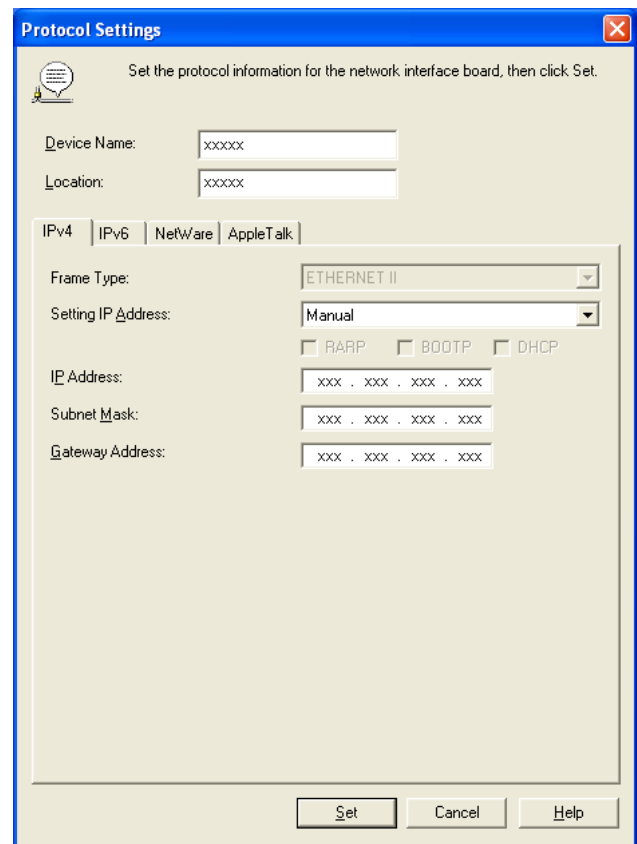 Protocol Settings
Set the protocol information for the network interface board, then click Set.
Device Name: xxxxx
Location: xxxxx
IPv4 IPv6 NetWare AppleTalk
Frame Type: ETHERNET II
Setting IP Address: Manual
RARP BOOTP DHCP
IP Address: xxx . xxx . xxx . xxx
Subnet Mask: xxx . xxx . xxx . xxx
Gateway Address: xxx . xxx . xxx . xxx
Set Cancel Help